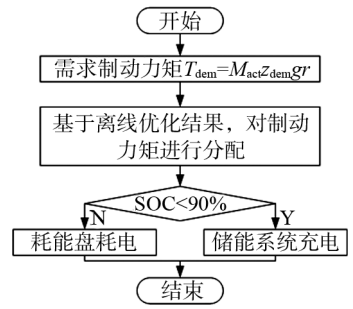 开始
需求制动力矩Tdem=Mactzdemgr
基于离线优化结果，对制动
力矩进行分配
SOC<90%
N
Y
耗能盘耗电
储能系统充电
结束